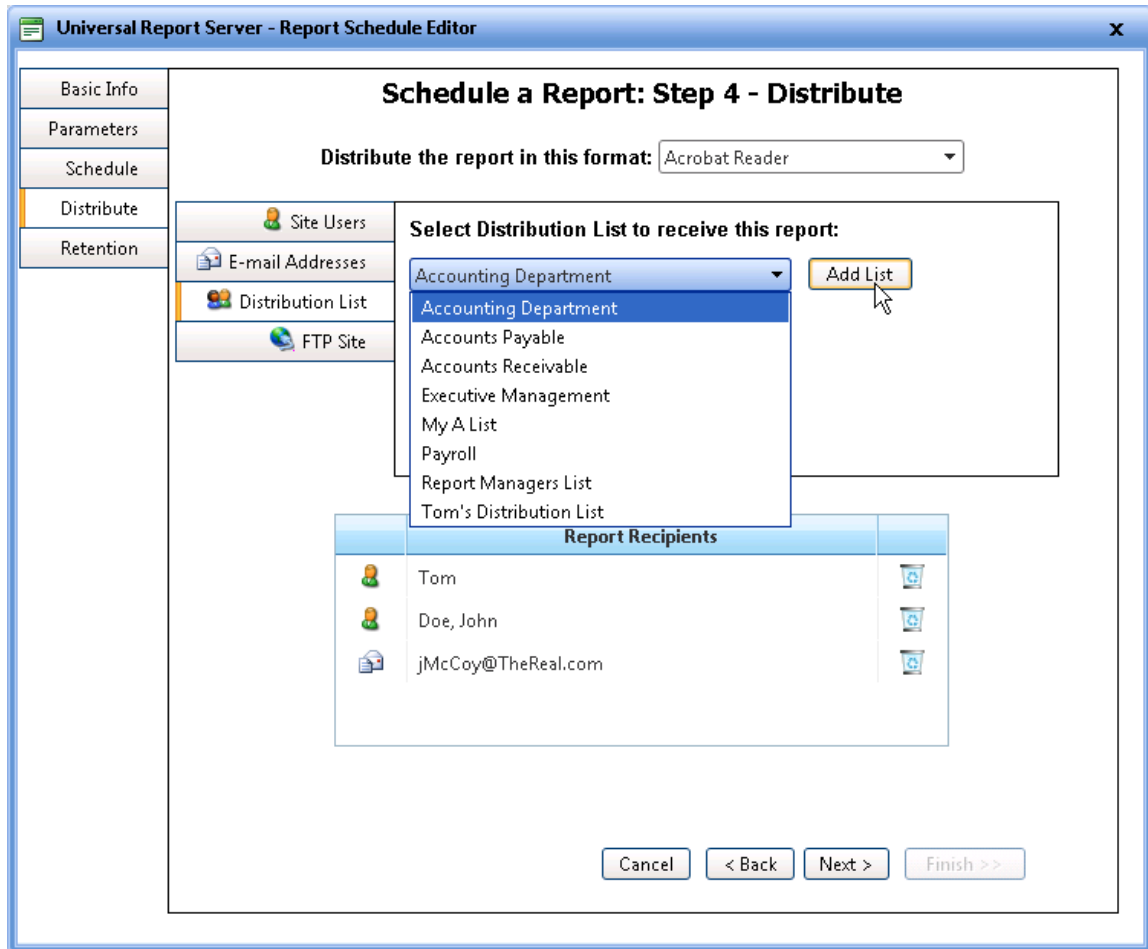 Universal Report Server - Report Schedule Editor
x
Basic Info
Parameters
Schedule
Distribute
Retention
Schedule a Report: Step 4 - Distribute
Distribute the report in this format: Acrobat Reader
Site Users
E-mail Addresses
Distribution List
FTP Site
Select Distribution List to receive this report:
Accounting Department
Add List
Accounting Department
Accounts Payable
Accounts Receivable
Executive Management
My A List
Payroll
Report Managers List
Tom's Distribution List
Report Recipients
Tom
Doe, John
jMcCoy@TheReal.com
Cancel
< Back
Next >
Finish >>